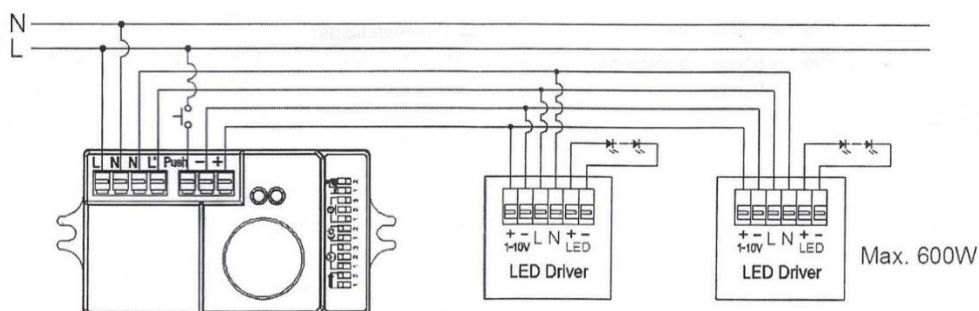 N
L
L N N L' Push − +
+ − L N + −
1-10V LED
LED Driver
+ − L N + −
1-10V LED
LED Driver
Max. 600W